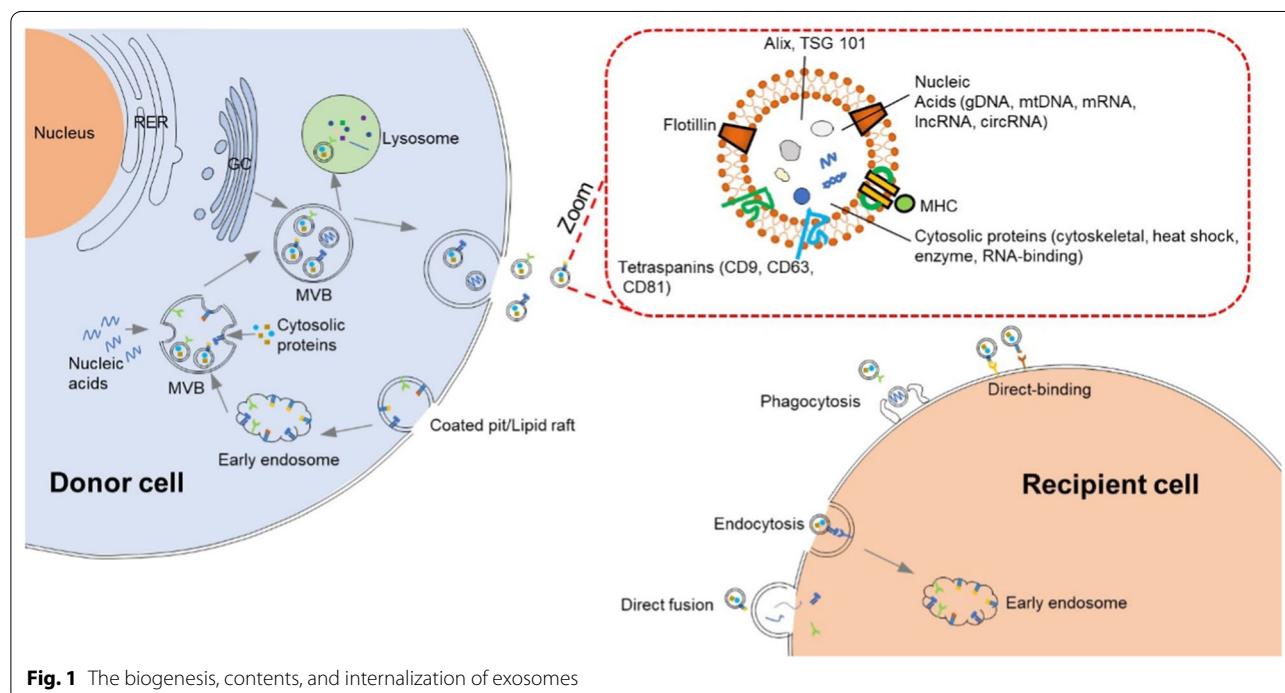 Nucleus
RER
GC
Lysosome
MVB
Nucleic
acids
MVB
Cytosolic
proteins
Early endosome
Coated pit/Lipid raft
Donor cell
Zoom
Alix, TSG 101
Flotillin
Nucleic
Acids (gDNA, mtDNA, mRNA,
lncRNA, circRNA)
MHC
Cytosolic proteins (cytoskeletal, heat shock,
enzyme, RNA-binding)
Tetraspanins (CD9, CD63,
CD81)
Phagocytosis
Direct-binding
Recipient cell
Endocytosis
Direct fusion
Early endosome
Fig. 1 The biogenesis, contents, and internalization of exosomes